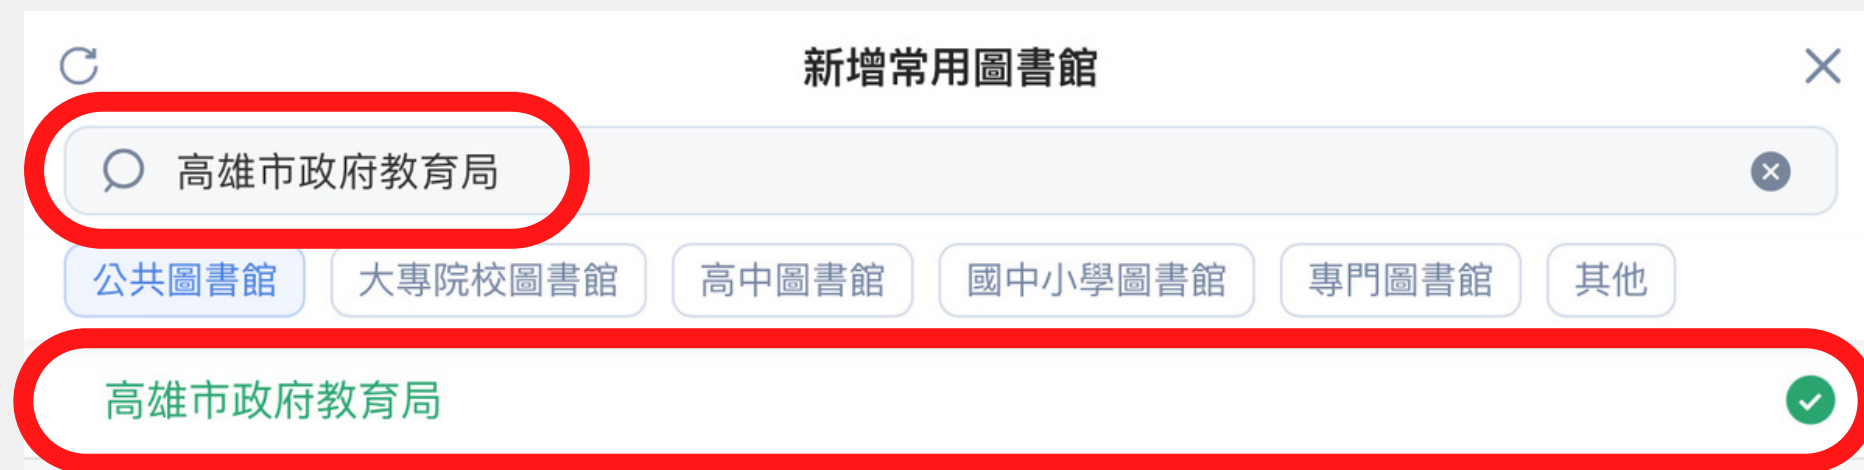 新增常用圖書館
高雄市政府教育局
公共圖書館 大專院校圖書館 高中圖書館 國中小學圖書館 專門圖書館 其他
高雄市政府教育局